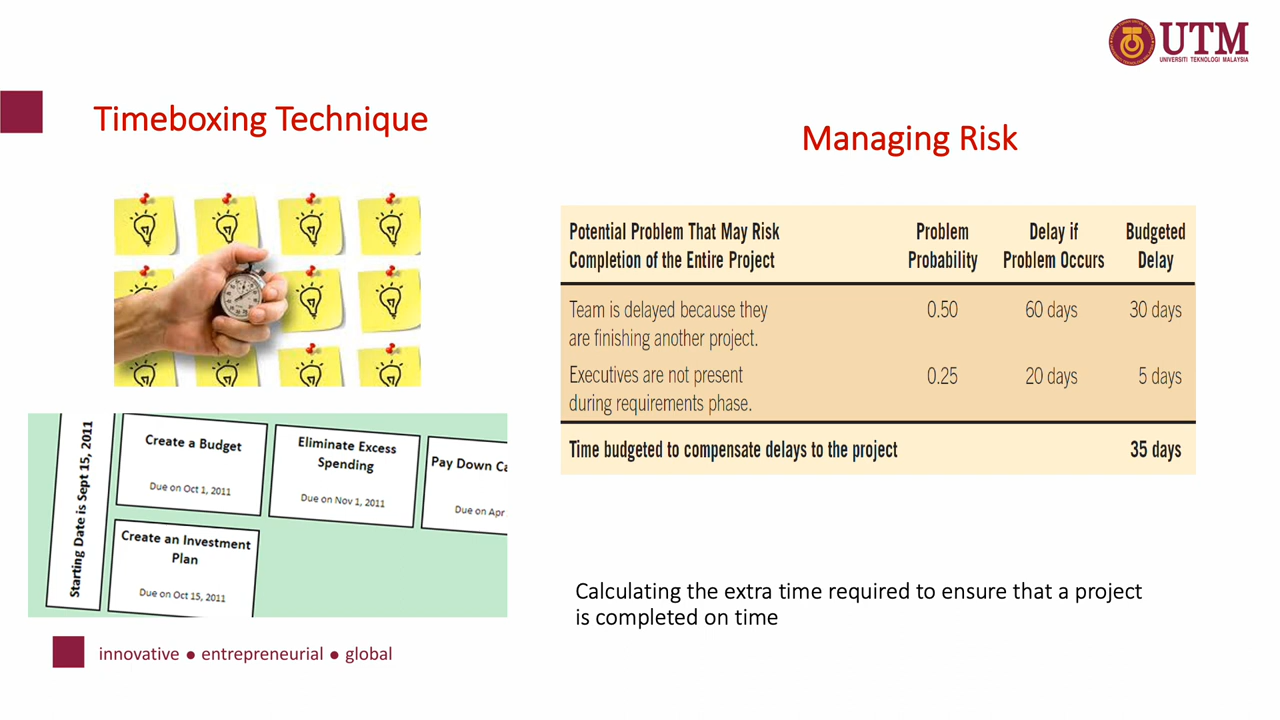 UTM
UNIVERSITI TEKNOLOGI MALAYSIA
Timeboxing Technique
Starting Date is Sept 15, 2011
Create a Budget
Due on Oct 1, 2011
Eliminate Excess
Spending
Due on Nov 1, 2011
Pay Down
Due on Apr
Create an Investment
Plan
Due on Oct 15, 2011
Managing Risk
Potential Problem That May Risk
Completion of the Entire Project
Problem
Probability
Delay if
Problem Occurs
Budgeted
Delay
Team is delayed because they
are finishing another project.
0.50
60 days
30 days
Executives are not present
during requirements phase.
0.25
20 days
5 days
Time budgeted to compensate delays to the project
35 days
Calculating the extra time required to ensure that a project
is completed on time
innovative ● entrepreneurial ● global